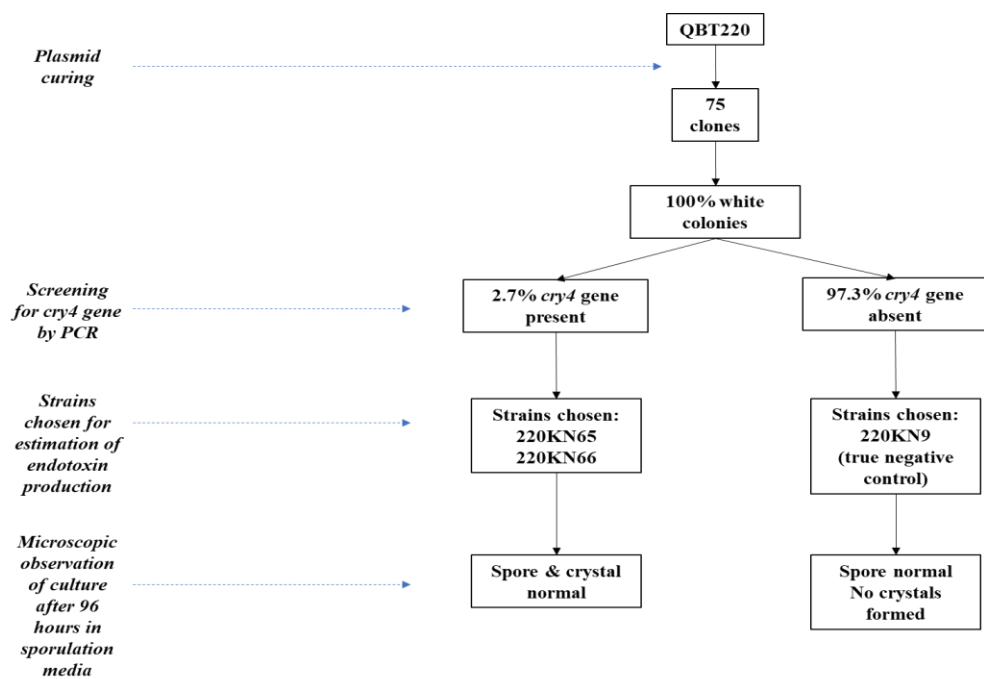 QBT220
Plasmid
curing
75
clones
100% white
colonies
Screening
for cry4 gene
by PCR
2.7% cry4 gene
present
97.3% cry4 gene
absent
Strains
chosen for
estimation of
endotoxin
production
Strains chosen:
220KN65
220KN66
Strains chosen:
220KN9
(true negative
control)
Microscopic
observation
of culture
after 96
hours in
sporulation
media
Spore & crystal
normal
Spore normal
No crystals
formed